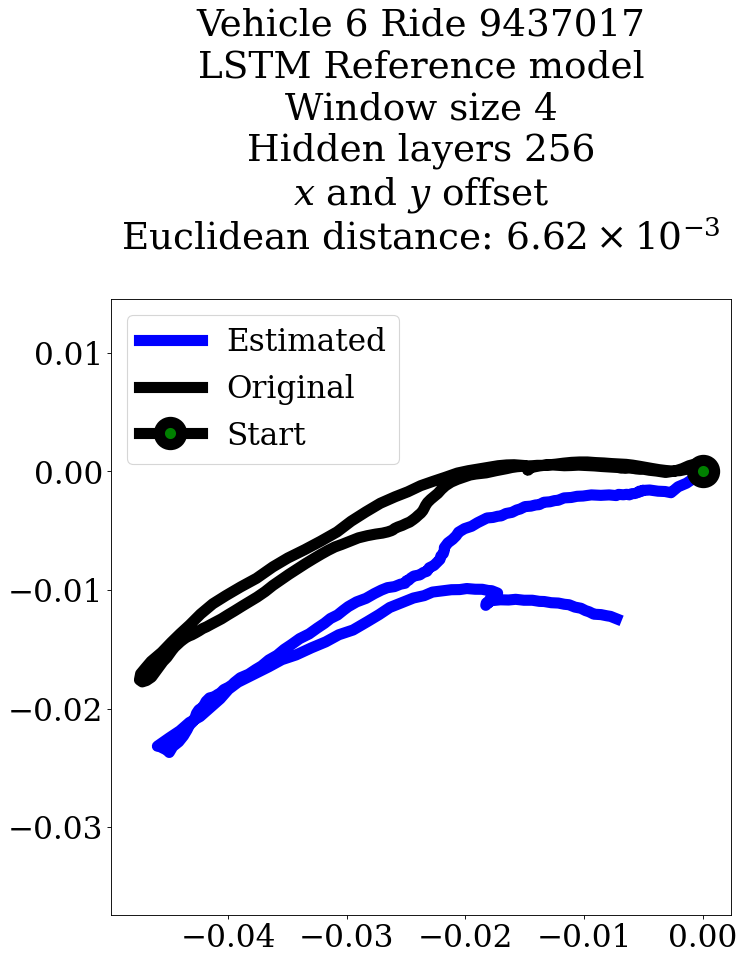 Vehicle 6 Ride 9437017
LSTM Reference model
Window size 4
Hidden layers 256
x and y offset
Euclidean distance: 6.62 × 10⁻³
Estimated
Original
Start
0.01
0.00
−0.01
−0.02
−0.03
−0.04 −0.03 −0.02 −0.01 0.00